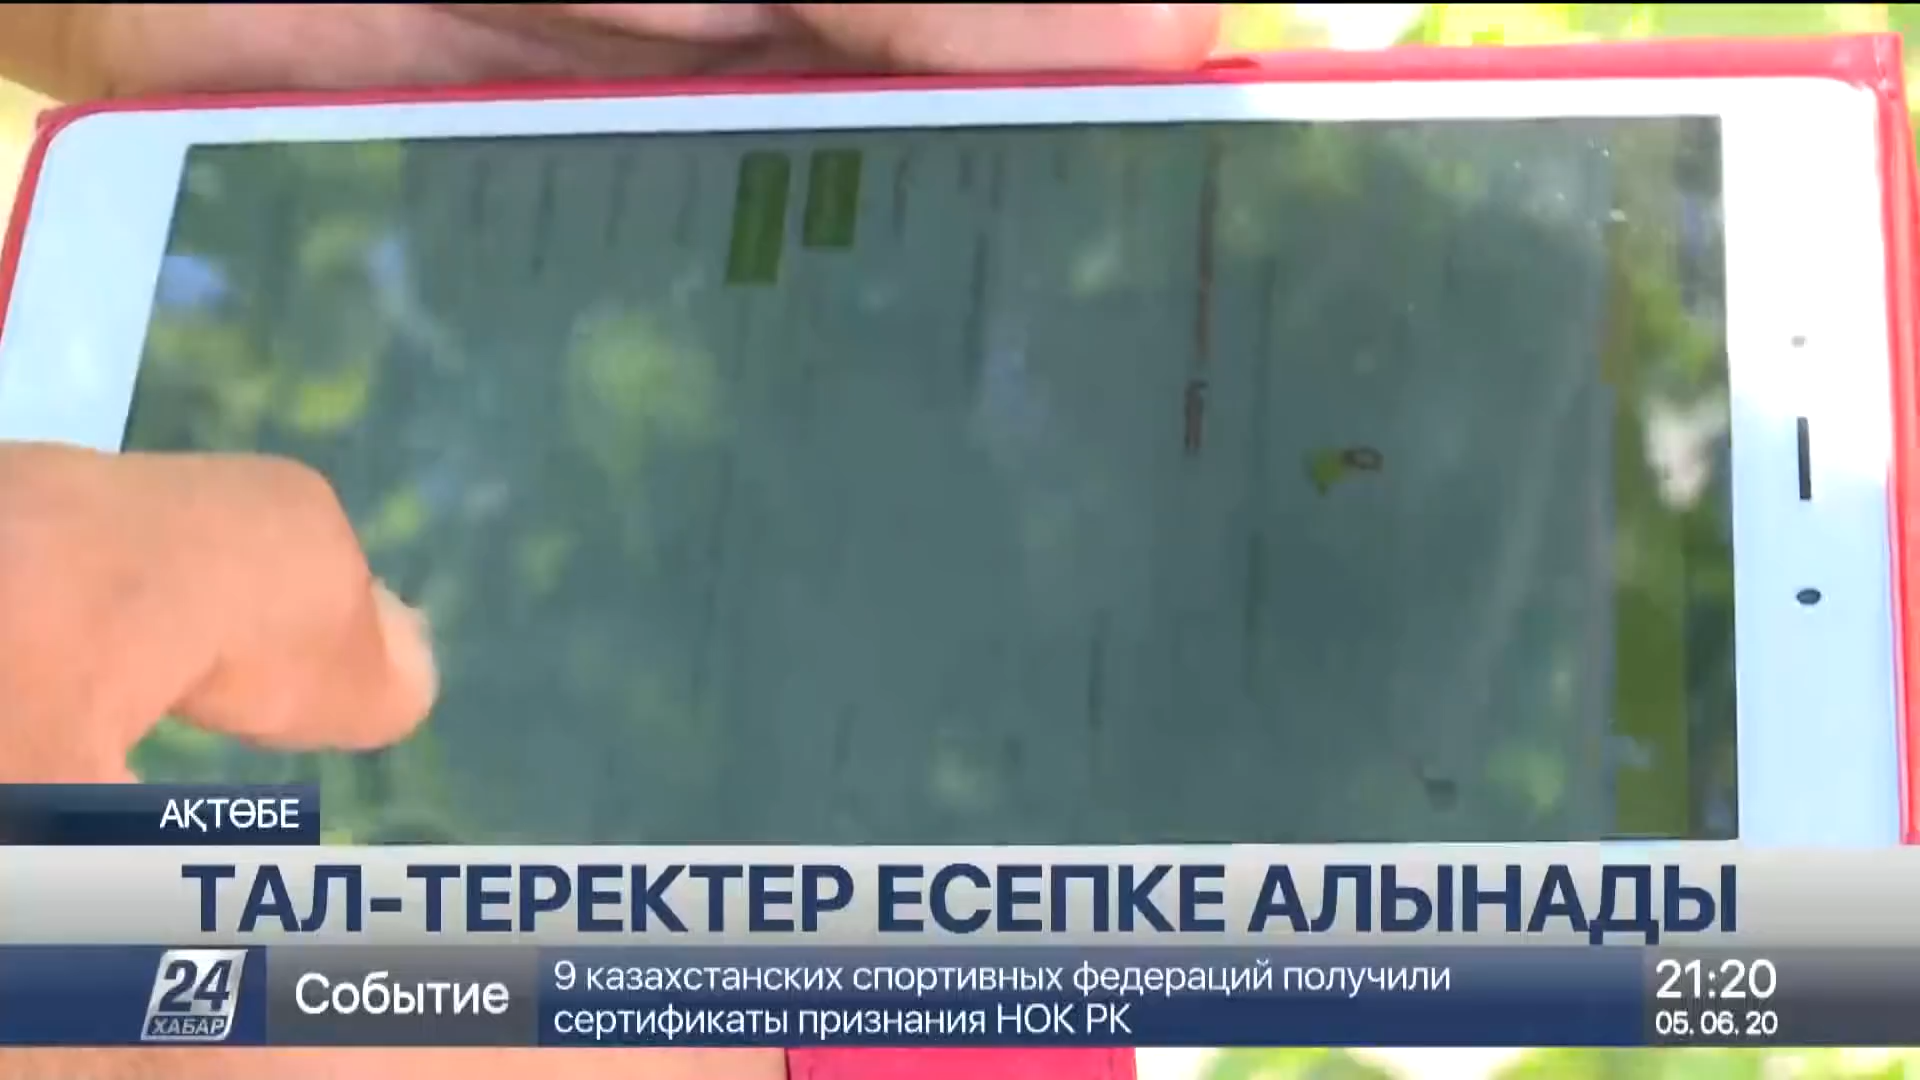 АҚТӨБЕ
ТАЛ-ТЕРЕКТЕР ЕСЕПКЕ АЛЫНАДЫ
24
ХАБАР
Событие
9 казахстанских спортивных федераций получили
сертификаты признания НОК РК
21:20
05. 06. 20